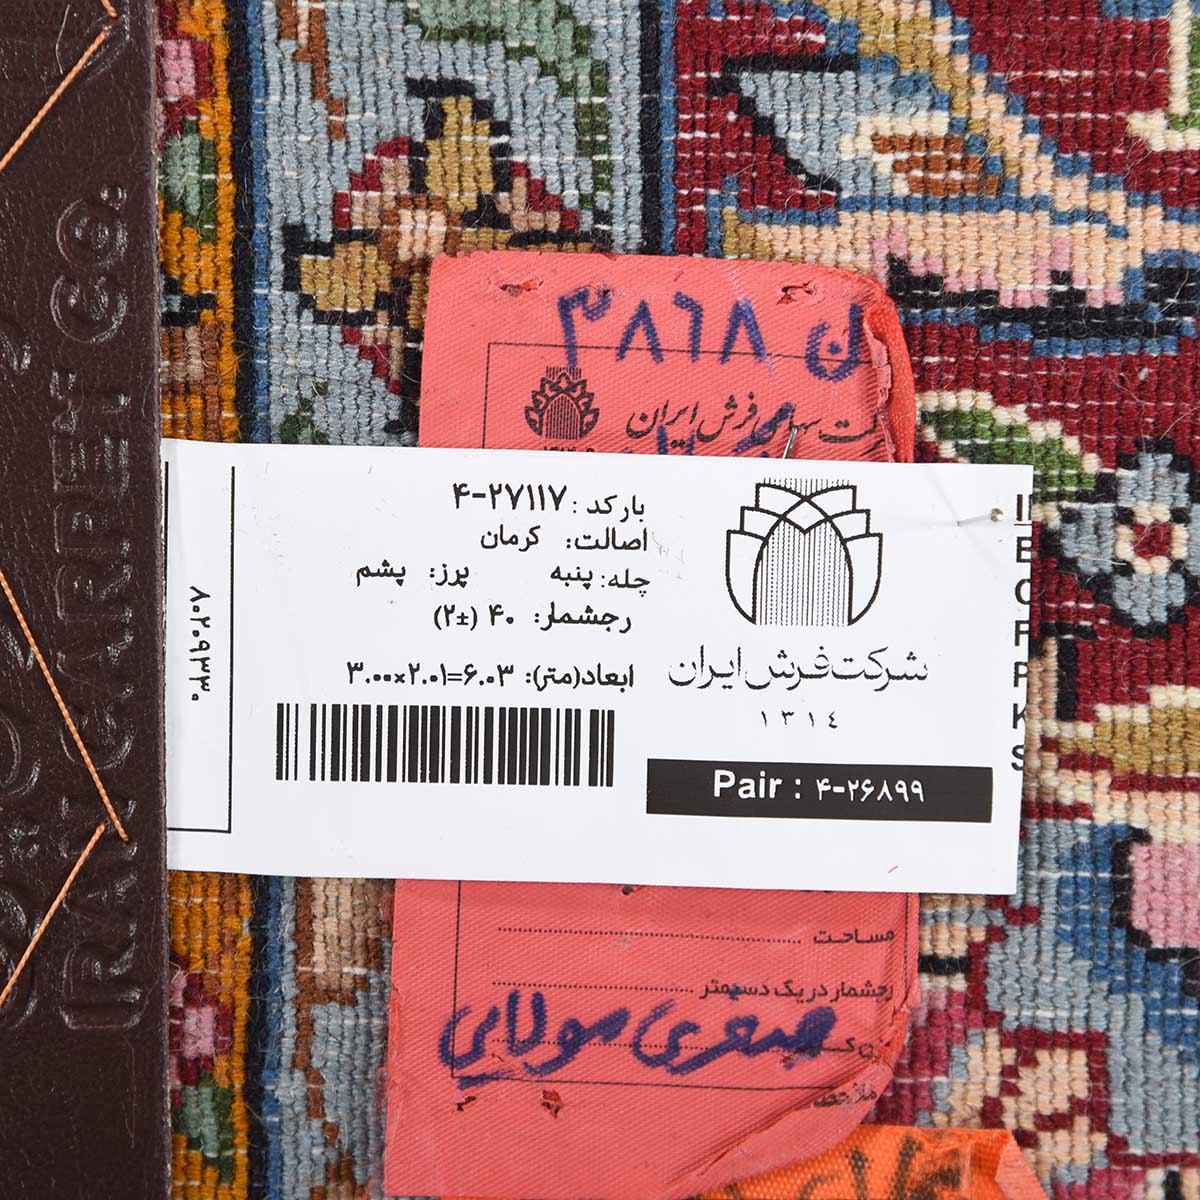 ن ۳۸۶۸
سهامی فرش ایران
بارکد: ۴-۲۷۱۱۷
اصالت: کرمان
چله: پنبه پرز: پشم
رجشمار: ۴۰ (±۲)
ابعاد(متر): ۳.۰۰×۲.۰۱=۶.۰۳
شرکت فرش ایران
۱۳۱۴
Pair : ۴-۲۶۸۹۹
۸۰۲۰۹۳۳۰
مساحت
رجشمار در یک دسیمتر
IRAN CARPET CO.